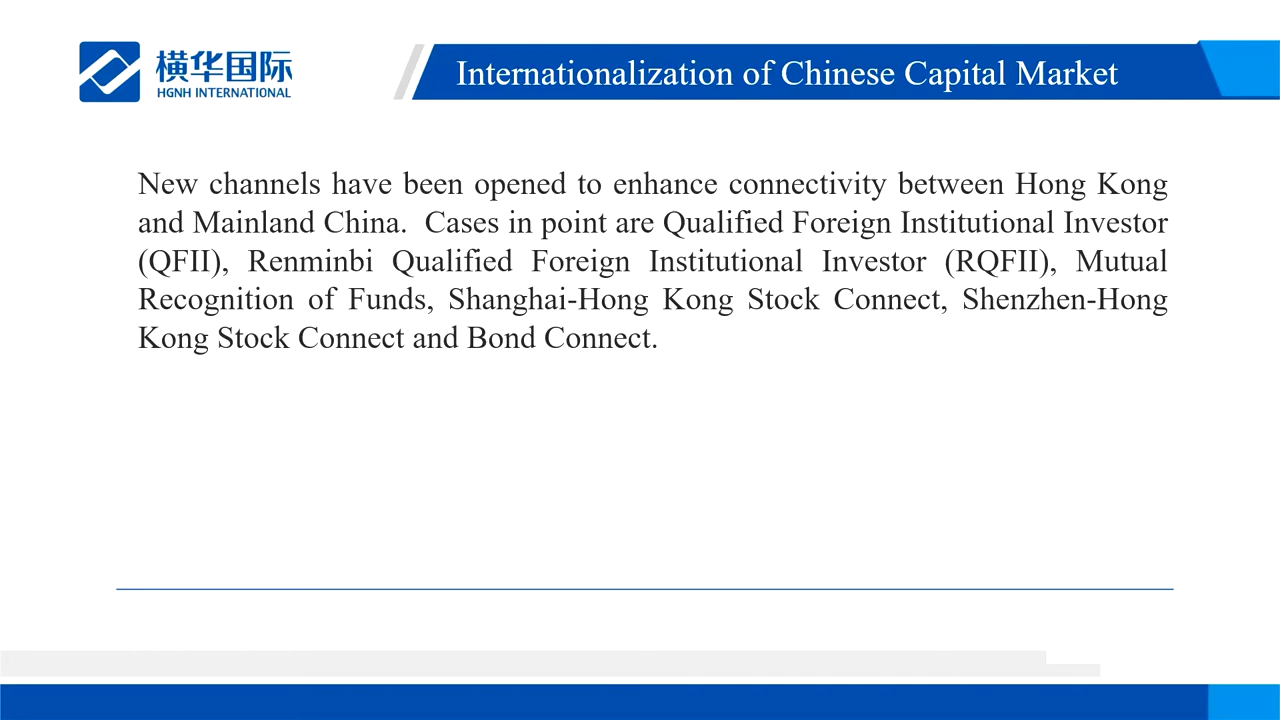 横华国际
HGNH INTERNATIONAL
Internationalization of Chinese Capital Market
New channels have been opened to enhance connectivity between Hong Kong
and Mainland China.  Cases in point are Qualified Foreign Institutional Investor
(QFII), Renminbi Qualified Foreign Institutional Investor (RQFII), Mutual
Recognition of Funds, Shanghai-Hong Kong Stock Connect, Shenzhen-Hong
Kong Stock Connect and Bond Connect.